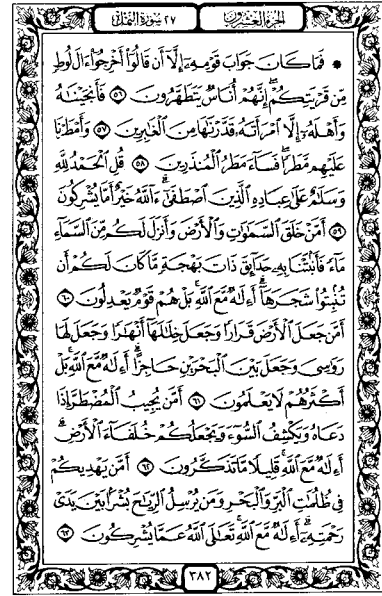 الجزء العشرون ٢٧ سورة النمل
۞ فَمَا كَانَ جَوَابَ قَوْمِهِۦٓ إِلَّآ أَن قَالُوٓا۟ أَخْرِجُوٓا۟ ءَالَ لُوطٍ
مِّن قَرْيَتِكُمْ ۖ إِنَّهُمْ أُنَاسٌ يَتَطَهَّرُونَ ٥٦ فَأَنجَيْنَٰهُ
وَأَهْلَهُۥٓ إِلَّا ٱمْرَأَتَهُۥ قَدَّرْنَٰهَا مِنَ ٱلْغَٰبِرِينَ ٥٧ وَأَمْطَرْنَا
عَلَيْهِم مَّطَرًا ۖ فَسَآءَ مَطَرُ ٱلْمُنذَرِينَ ٥٨ قُلِ ٱلْحَمْدُ لِلَّهِ
وَسَلَٰمٌ عَلَىٰ عِبَادِهِ ٱلَّذِينَ ٱصْطَفَىٰٓ ۗ ءَآللَّهُ خَيْرٌ أَمَّا يُشْرِكُونَ
٥٩ أَمَّنْ خَلَقَ ٱلسَّمَٰوَٰتِ وَٱلْأَرْضَ وَأَنزَلَ لَكُم مِّنَ ٱلسَّمَآءِ
مَآءً فَأَنۢبَتْنَا بِهِۦ حَدَآئِقَ ذَاتَ بَهْجَةٍ مَّا كَانَ لَكُمْ أَن
تُنۢبِتُوا۟ شَجَرَهَآ ۗ أَءِلَٰهٌ مَّعَ ٱللَّهِ ۚ بَلْ هُمْ قَوْمٌ يَعْدِلُونَ ٦٠
أَمَّن جَعَلَ ٱلْأَرْضَ قَرَارًا وَجَعَلَ خِلَٰلَهَآ أَنْهَٰرًا وَجَعَلَ لَهَا
رَوَٰسِىَ وَجَعَلَ بَيْنَ ٱلْبَحْرَيْنِ حَاجِزًا ۗ أَءِلَٰهٌ مَّعَ ٱللَّهِ ۚ بَلْ
أَكْثَرُهُمْ لَا يَعْلَمُونَ ٦١ أَمَّن يُجِيبُ ٱلْمُضْطَرَّ إِذَا
دَعَاهُ وَيَكْشِفُ ٱلسُّوٓءَ وَيَجْعَلُكُمْ خُلَفَآءَ ٱلْأَرْضِ ۗ
أَءِلَٰهٌ مَّعَ ٱللَّهِ ۚ قَلِيلًا مَّا تَذَكَّرُونَ ٦٢ أَمَّن يَهْدِيكُمْ
فِى ظُلُمَٰتِ ٱلْبَرِّ وَٱلْبَحْرِ وَمَن يُرْسِلُ ٱلرِّيَٰحَ بُشْرًۢا بَيْنَ يَدَىْ
رَحْمَتِهِۦٓ ۗ أَءِلَٰهٌ مَّعَ ٱللَّهِ ۚ تَعَٰلَى ٱللَّهُ عَمَّا يُشْرِكُونَ ٦٣
٣٨٢